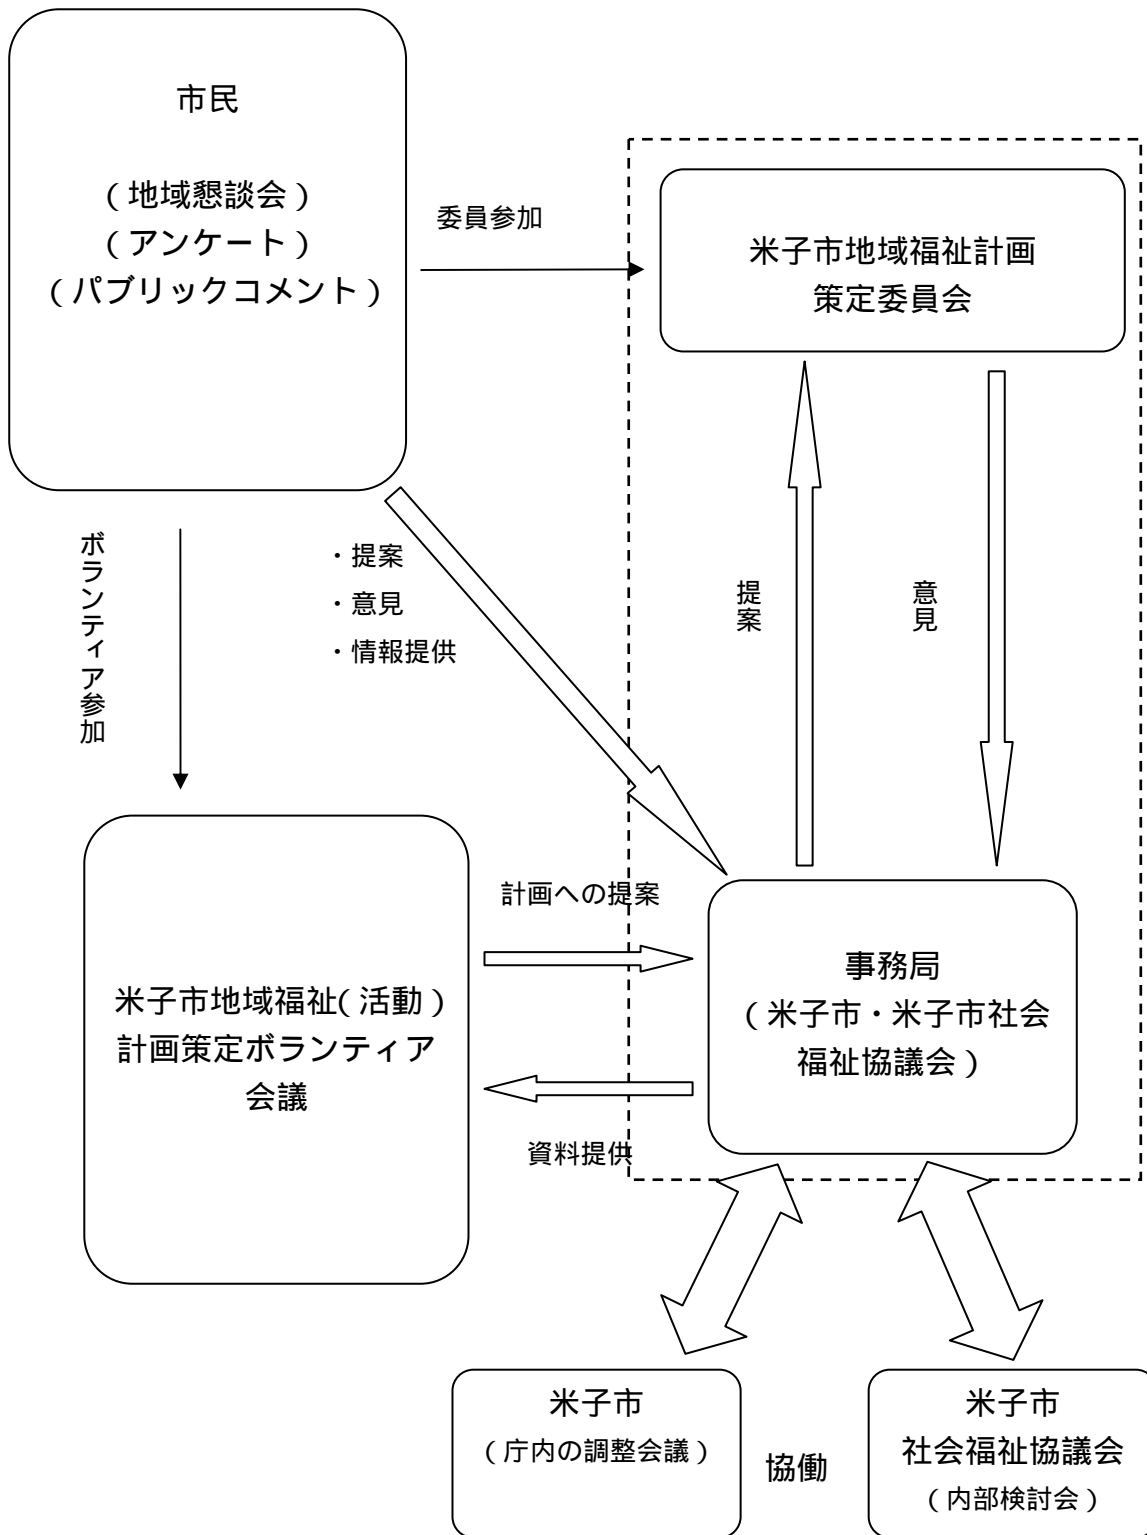 市民
（地域懇談会）
（アンケート）
（パブリックコメント）
委員参加
米子市地域福祉計画
策定委員会
ボランティア参加
・提案
・意見
・情報提供
提案
意見
計画への提案
米子市地域福祉（活動）
計画策定ボランティア
会議
事務局
（米子市・米子市社会
福祉協議会）
資料提供
米子市
（庁内の調整会議）
協働
米子市
社会福祉協議会
（内部検討会）